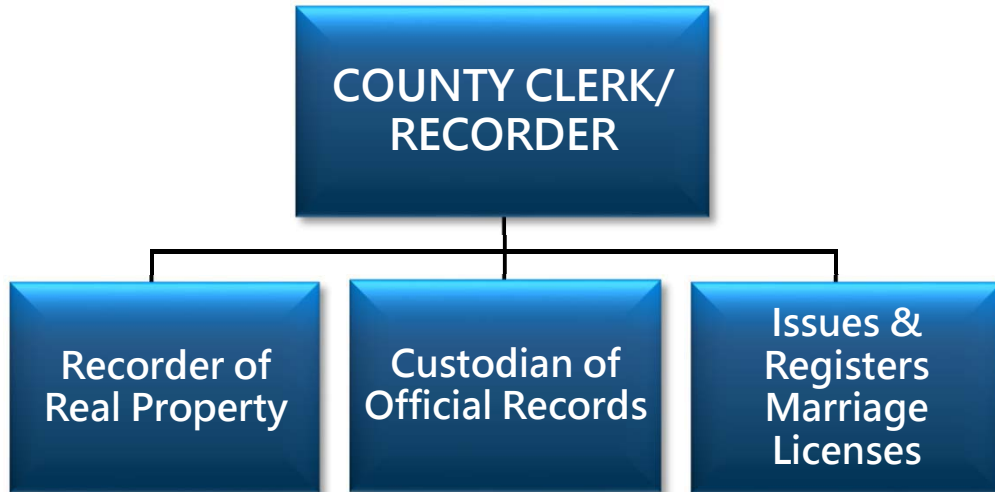 COUNTY CLERK/
RECORDER
Recorder of
Real Property
Custodian of
Official Records
Issues &
Registers
Marriage
Licenses